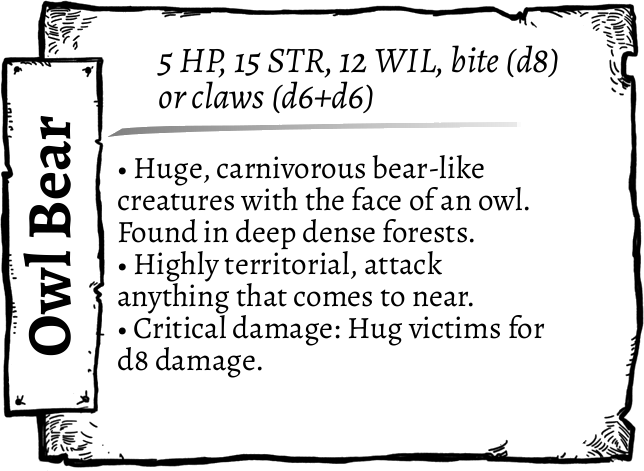 Owl Bear
5 HP, 15 STR, 12 WIL, bite (d8)
or claws (d6+d6)
• Huge, carnivorous bear-like
creatures with the face of an owl.
Found in deep dense forests.
• Highly territorial, attack
anything that comes to near.
• Critical damage: Hug victims for
d8 damage.